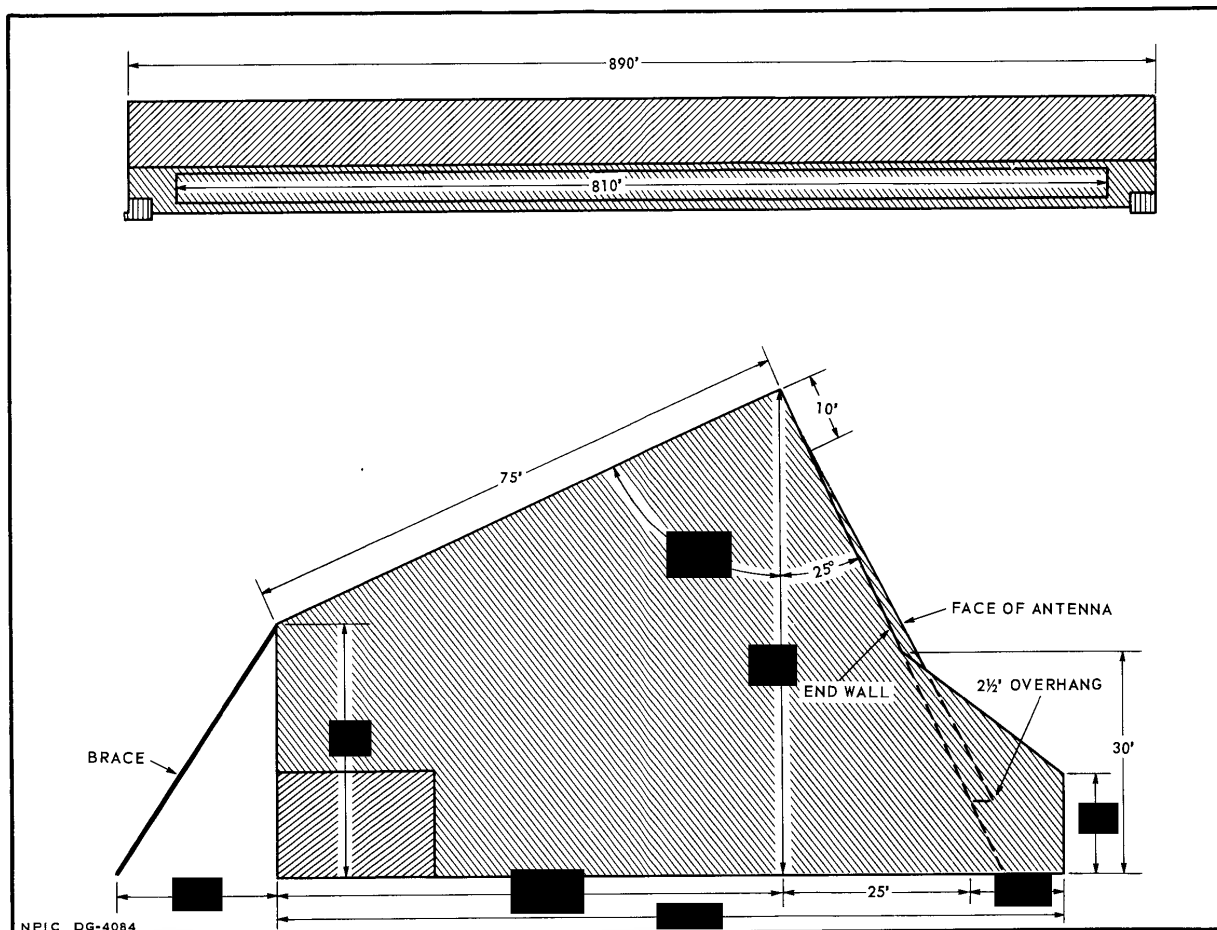 890'
810'
10'
75'
25°
FACE OF ANTENNA
END WALL
2½' OVERHANG
30'
BRACE
25'
NPIC DG-4084